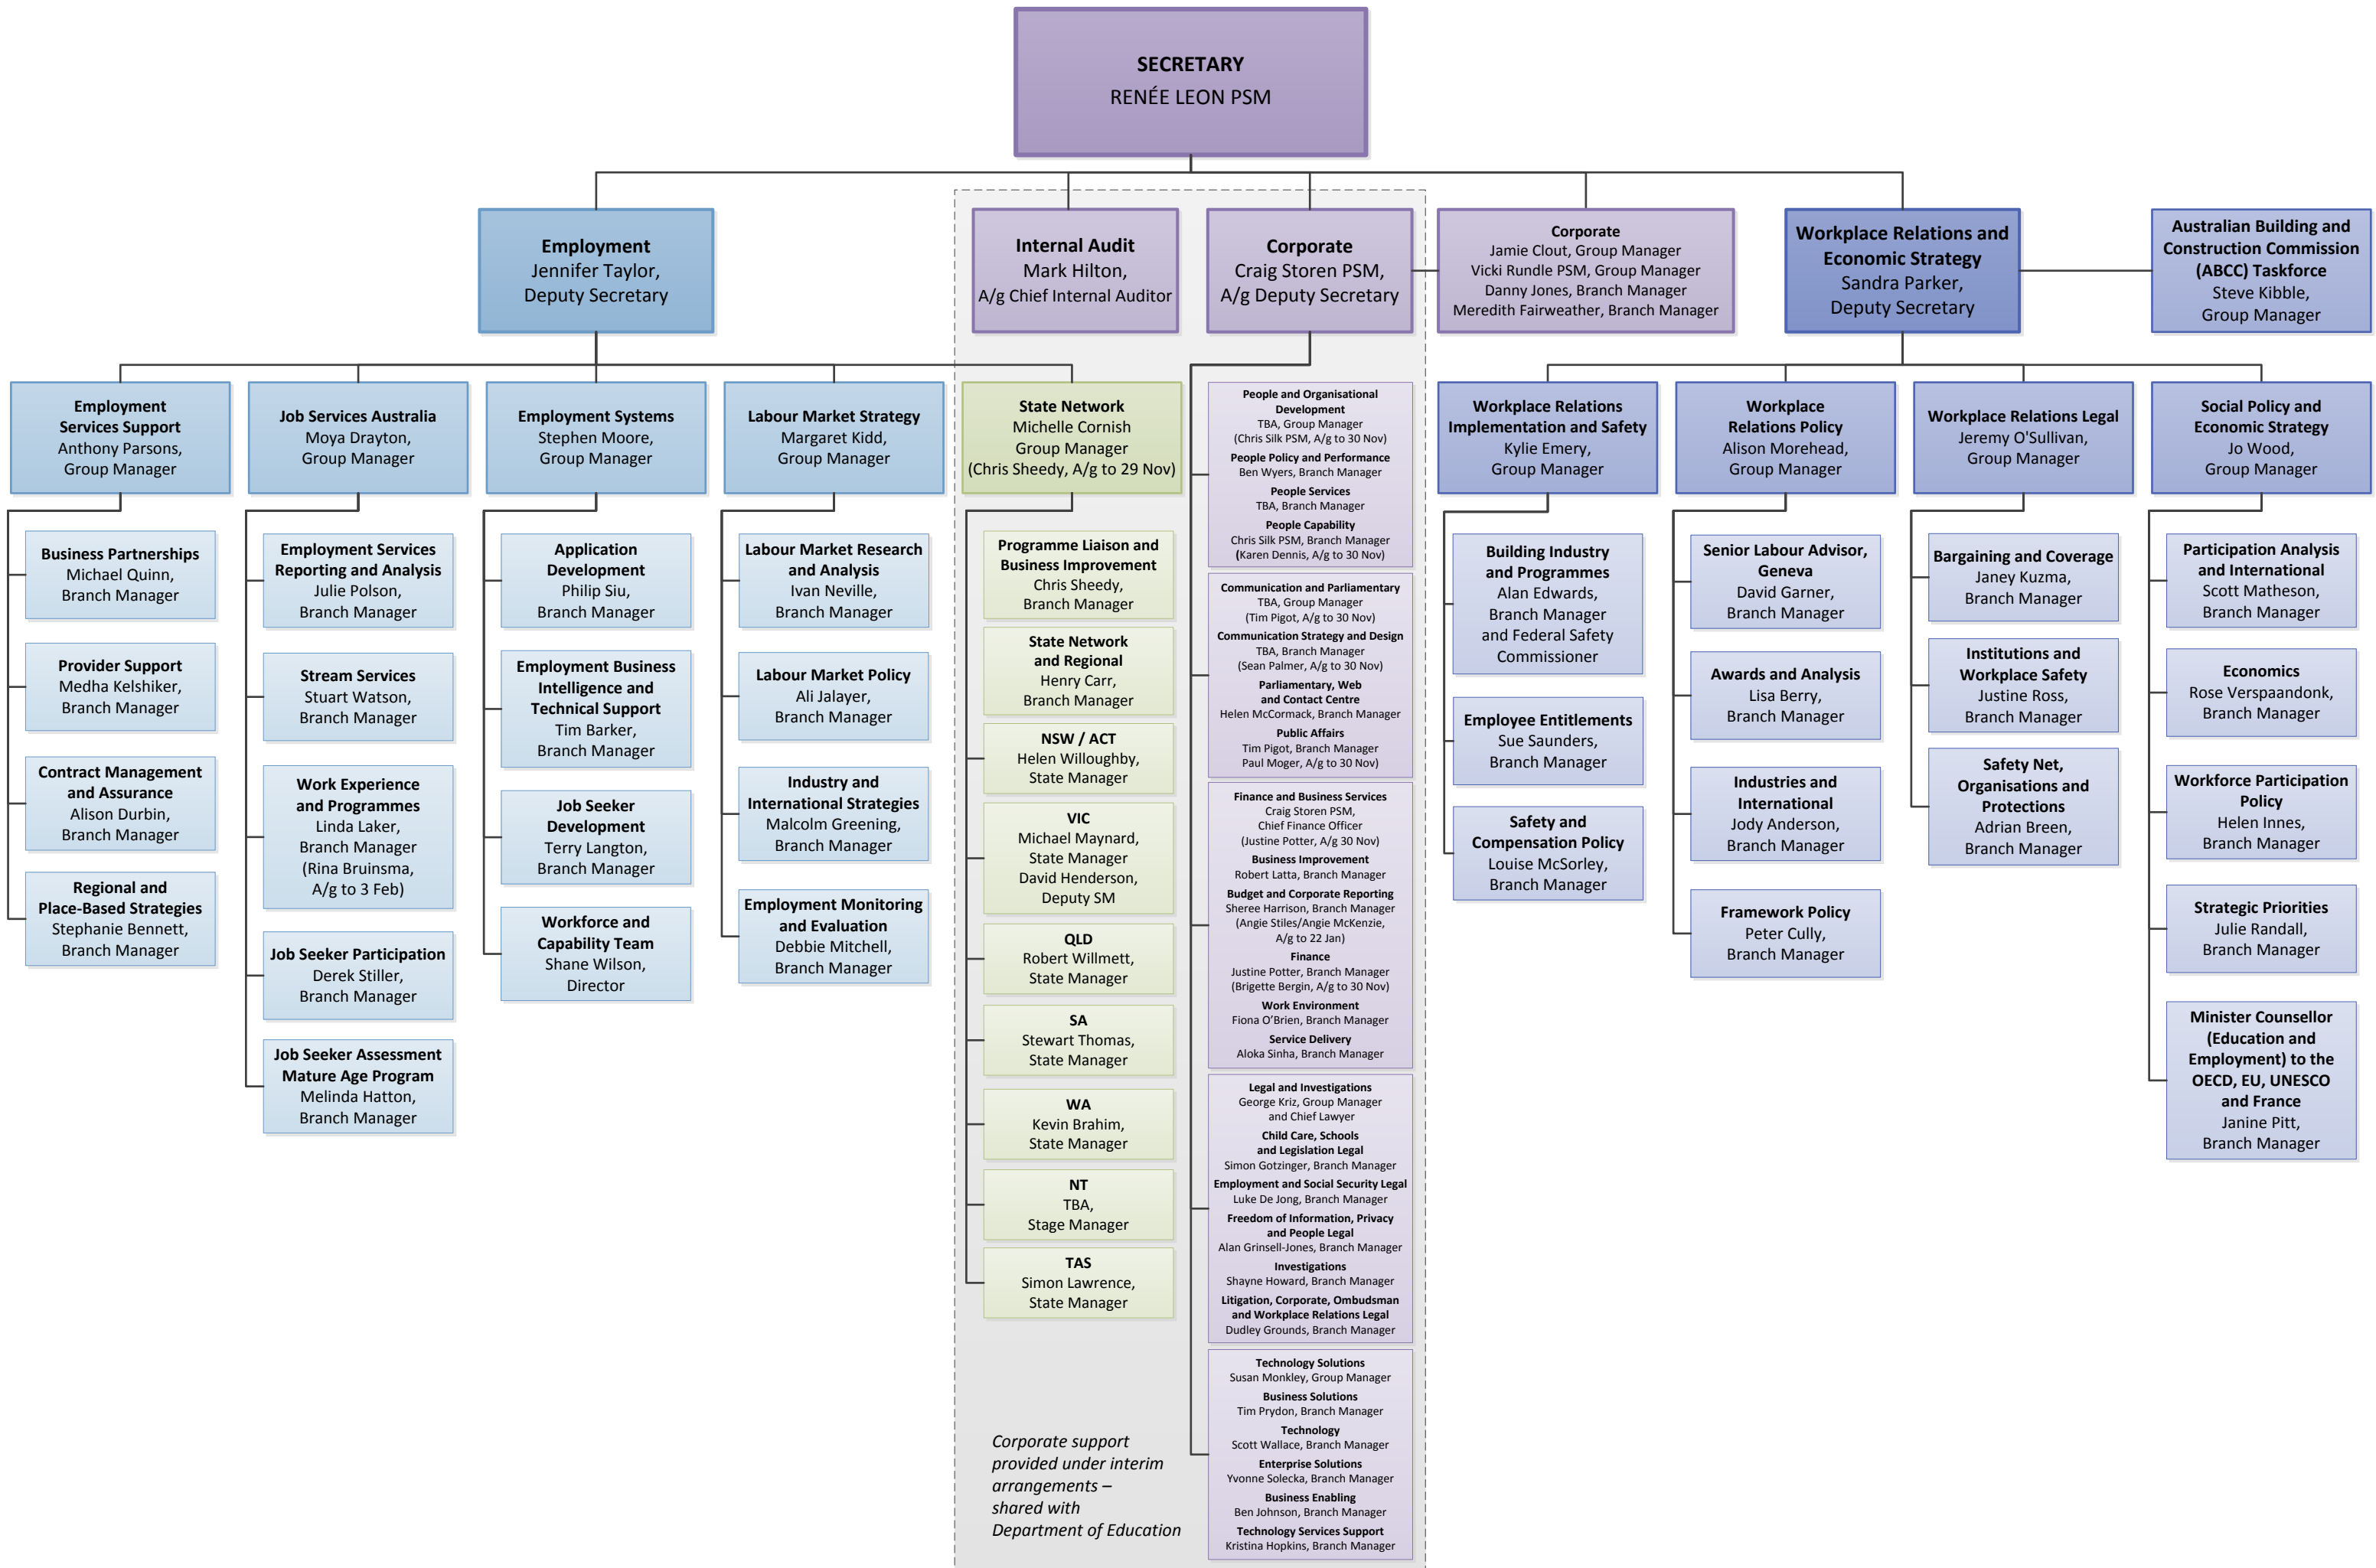 SECRETARY
RENÉE LEON PSM
Employment
Jennifer Taylor,
Deputy Secretary
Internal Audit
Mark Hilton,
A/g Chief Internal Auditor
Corporate
Craig Storen PSM,
A/g Deputy Secretary
Corporate
Jamie Clout, Group Manager
Vicki Rundle PSM, Group Manager
Danny Jones, Branch Manager
Meredith Fairweather, Branch Manager
Workplace Relations and
Economic Strategy
Sandra Parker,
Deputy Secretary
Australian Building and
Construction Commission
(ABCC) Taskforce
Steve Kibble,
Group Manager
Employment
Services Support
Anthony Parsons,
Group Manager
Business Partnerships
Michael Quinn,
Branch Manager
Provider Support
Medha Kelshiker,
Branch Manager
Contract Management
and Assurance
Alison Durbin,
Branch Manager
Regional and
Place-Based Strategies
Stephanie Bennett,
Branch Manager
Job Services Australia
Moya Drayton,
Group Manager
Employment Services
Reporting and Analysis
Julie Polson,
Branch Manager
Stream Services
Stuart Watson,
Branch Manager
Work Experience
and Programmes
Linda Laker,
Branch Manager
(Rina Bruinsma,
A/g to 3 Feb)
Job Seeker Participation
Derek Stiller,
Branch Manager
Job Seeker Assessment
Mature Age Program
Melinda Hatton,
Branch Manager
Employment Systems
Stephen Moore,
Group Manager
Application
Development
Philip Siu,
Branch Manager
Employment Business
Intelligence and
Technical Support
Tim Barker,
Branch Manager
Job Seeker
Development
Terry Langton,
Branch Manager
Workforce and
Capability Team
Shane Wilson,
Director
Labour Market Strategy
Margaret Kidd,
Group Manager
Labour Market Research
and Analysis
Ivan Neville,
Branch Manager
Labour Market Policy
Ali Jalayer,
Branch Manager
Industry and
International Strategies
Malcolm Greening,
Branch Manager
Employment Monitoring
and Evaluation
Debbie Mitchell,
Branch Manager
State Network
Michelle Cornish
Group Manager
(Chris Sheedy, A/g to 29 Nov)
Programme Liaison and
Business Improvement
Chris Sheedy,
Branch Manager
State Network
and Regional
Henry Carr,
Branch Manager
NSW / ACT
Helen Willoughby,
State Manager
VIC
Michael Maynard,
State Manager
David Henderson,
Deputy SM
QLD
Robert Willmett,
State Manager
SA
Stewart Thomas,
State Manager
WA
Kevin Brahim,
State Manager
NT
TBA,
Stage Manager
TAS
Simon Lawrence,
State Manager
Corporate support
provided under interim
arrangements –
shared with
Department of Education
People and Organisational
Development
TBA, Group Manager
(Chris Silk PSM, A/g to 30 Nov)
People Policy and Performance
Ben Wyers, Branch Manager
People Services
TBA, Branch Manager
People Capability
Chris Silk PSM, Branch Manager
(Karen Dennis, A/g to 30 Nov)
Communication and Parliamentary
TBA, Group Manager
(Tim Pigot, A/g to 30 Nov)
Communication Strategy and Design
TBA, Branch Manager
(Sean Palmer, A/g to 30 Nov)
Parliamentary, Web
and Contact Centre
Helen McCormack, Branch Manager
Public Affairs
Tim Pigot, Branch Manager
Paul Moger, A/g to 30 Nov)
Finance and Business Services
Craig Storen PSM,
Chief Finance Officer
(Justine Potter, A/g 30 Nov)
Business Improvement
Robert Latta, Branch Manager
Budget and Corporate Reporting
Sheree Harrison, Branch Manager
(Angie Stiles/Angie McKenzie,
A/g to 22 Jan)
Finance
Justine Potter, Branch Manager
(Brigette Bergin, A/g to 30 Nov)
Work Environment
Fiona O’Brien, Branch Manager
Service Delivery
Aloka Sinha, Branch Manager
Legal and Investigations
George Kriz, Group Manager
and Chief Lawyer
Child Care, Schools
and Legislation Legal
Simon Gotzinger, Branch Manager
Employment and Social Security Legal
Luke De Jong, Branch Manager
Freedom of Information, Privacy
and People Legal
Alan Grinsell-Jones, Branch Manager
Investigations
Shayne Howard, Branch Manager
Litigation, Corporate, Ombudsman
and Workplace Relations Legal
Dudley Grounds, Branch Manager
Technology Solutions
Susan Monkley, Group Manager
Business Solutions
Tim Prydon, Branch Manager
Technology
Scott Wallace, Branch Manager
Enterprise Solutions
Yvonne Solecka, Branch Manager
Business Enabling
Ben Johnson, Branch Manager
Technology Services Support
Kristina Hopkins, Branch Manager
Workplace Relations
Implementation and Safety
Kylie Emery,
Group Manager
Building Industry
and Programmes
Alan Edwards,
Branch Manager
and Federal Safety
Commissioner
Employee Entitlements
Sue Saunders,
Branch Manager
Safety and
Compensation Policy
Louise McSorley,
Branch Manager
Workplace
Relations Policy
Alison Morehead,
Group Manager
Senior Labour Advisor,
Geneva
David Garner,
Branch Manager
Awards and Analysis
Lisa Berry,
Branch Manager
Industries and
International
Jody Anderson,
Branch Manager
Framework Policy
Peter Cully,
Branch Manager
Workplace Relations Legal
Jeremy O'Sullivan,
Group Manager
Bargaining and Coverage
Janey Kuzma,
Branch Manager
Institutions and
Workplace Safety
Justine Ross,
Branch Manager
Safety Net,
Organisations and
Protections
Adrian Breen,
Branch Manager
Social Policy and
Economic Strategy
Jo Wood,
Group Manager
Participation Analysis
and International
Scott Matheson,
Branch Manager
Economics
Rose Verspaandonk,
Branch Manager
Workforce Participation
Policy
Helen Innes,
Branch Manager
Strategic Priorities
Julie Randall,
Branch Manager
Minister Counsellor
(Education and
Employment) to the
OECD, EU, UNESCO
and France
Janine Pitt,
Branch Manager